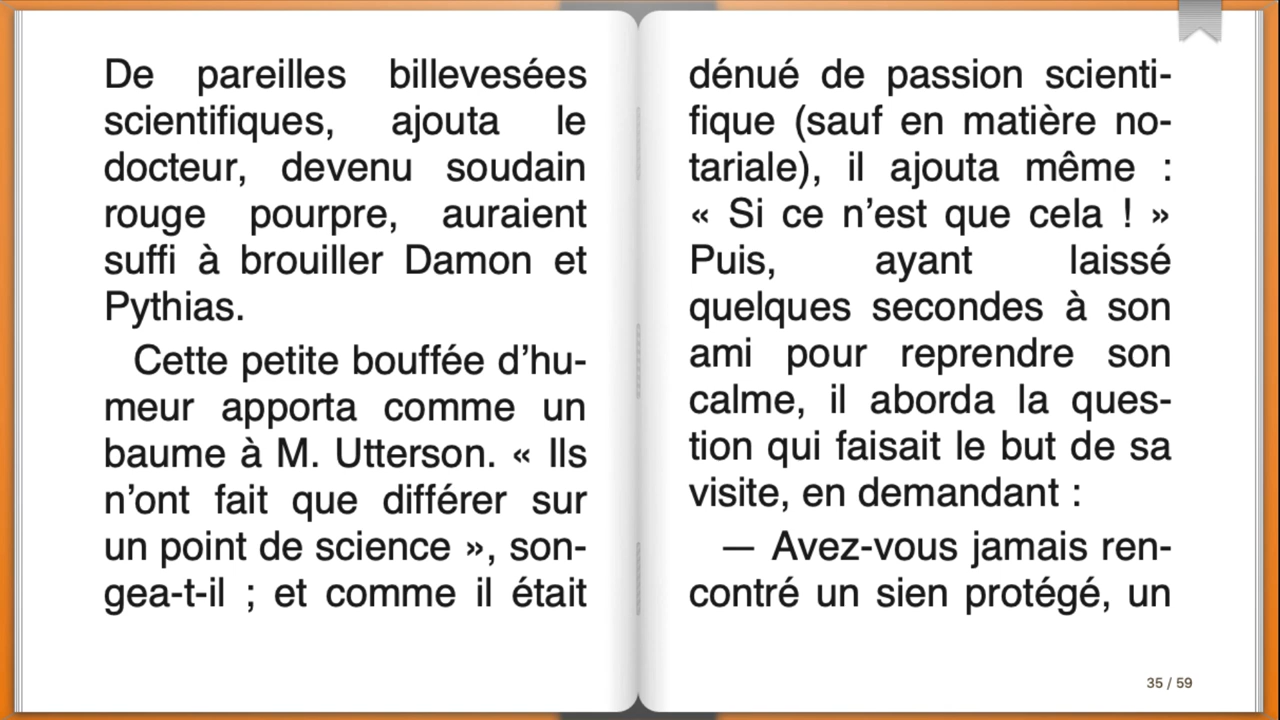 De pareilles billevesées
scientifiques, ajouta le
docteur, devenu soudain
rouge pourpre, auraient
suffi à brouiller Damon et
Pythias.
Cette petite bouffée d’hu-
meur apporta comme un
baume à M. Utterson. « Ils
n’ont fait que différer sur
un point de science », son-
gea-t-il ; et comme il était
dénué de passion scienti-
fique (sauf en matière no-
tariale), il ajouta même :
« Si ce n’est que cela ! »
Puis, ayant laissé
quelques secondes à son
ami pour reprendre son
calme, il aborda la ques-
tion qui faisait le but de sa
visite, en demandant :
— Avez-vous jamais ren-
contré un sien protégé, un
35 / 59